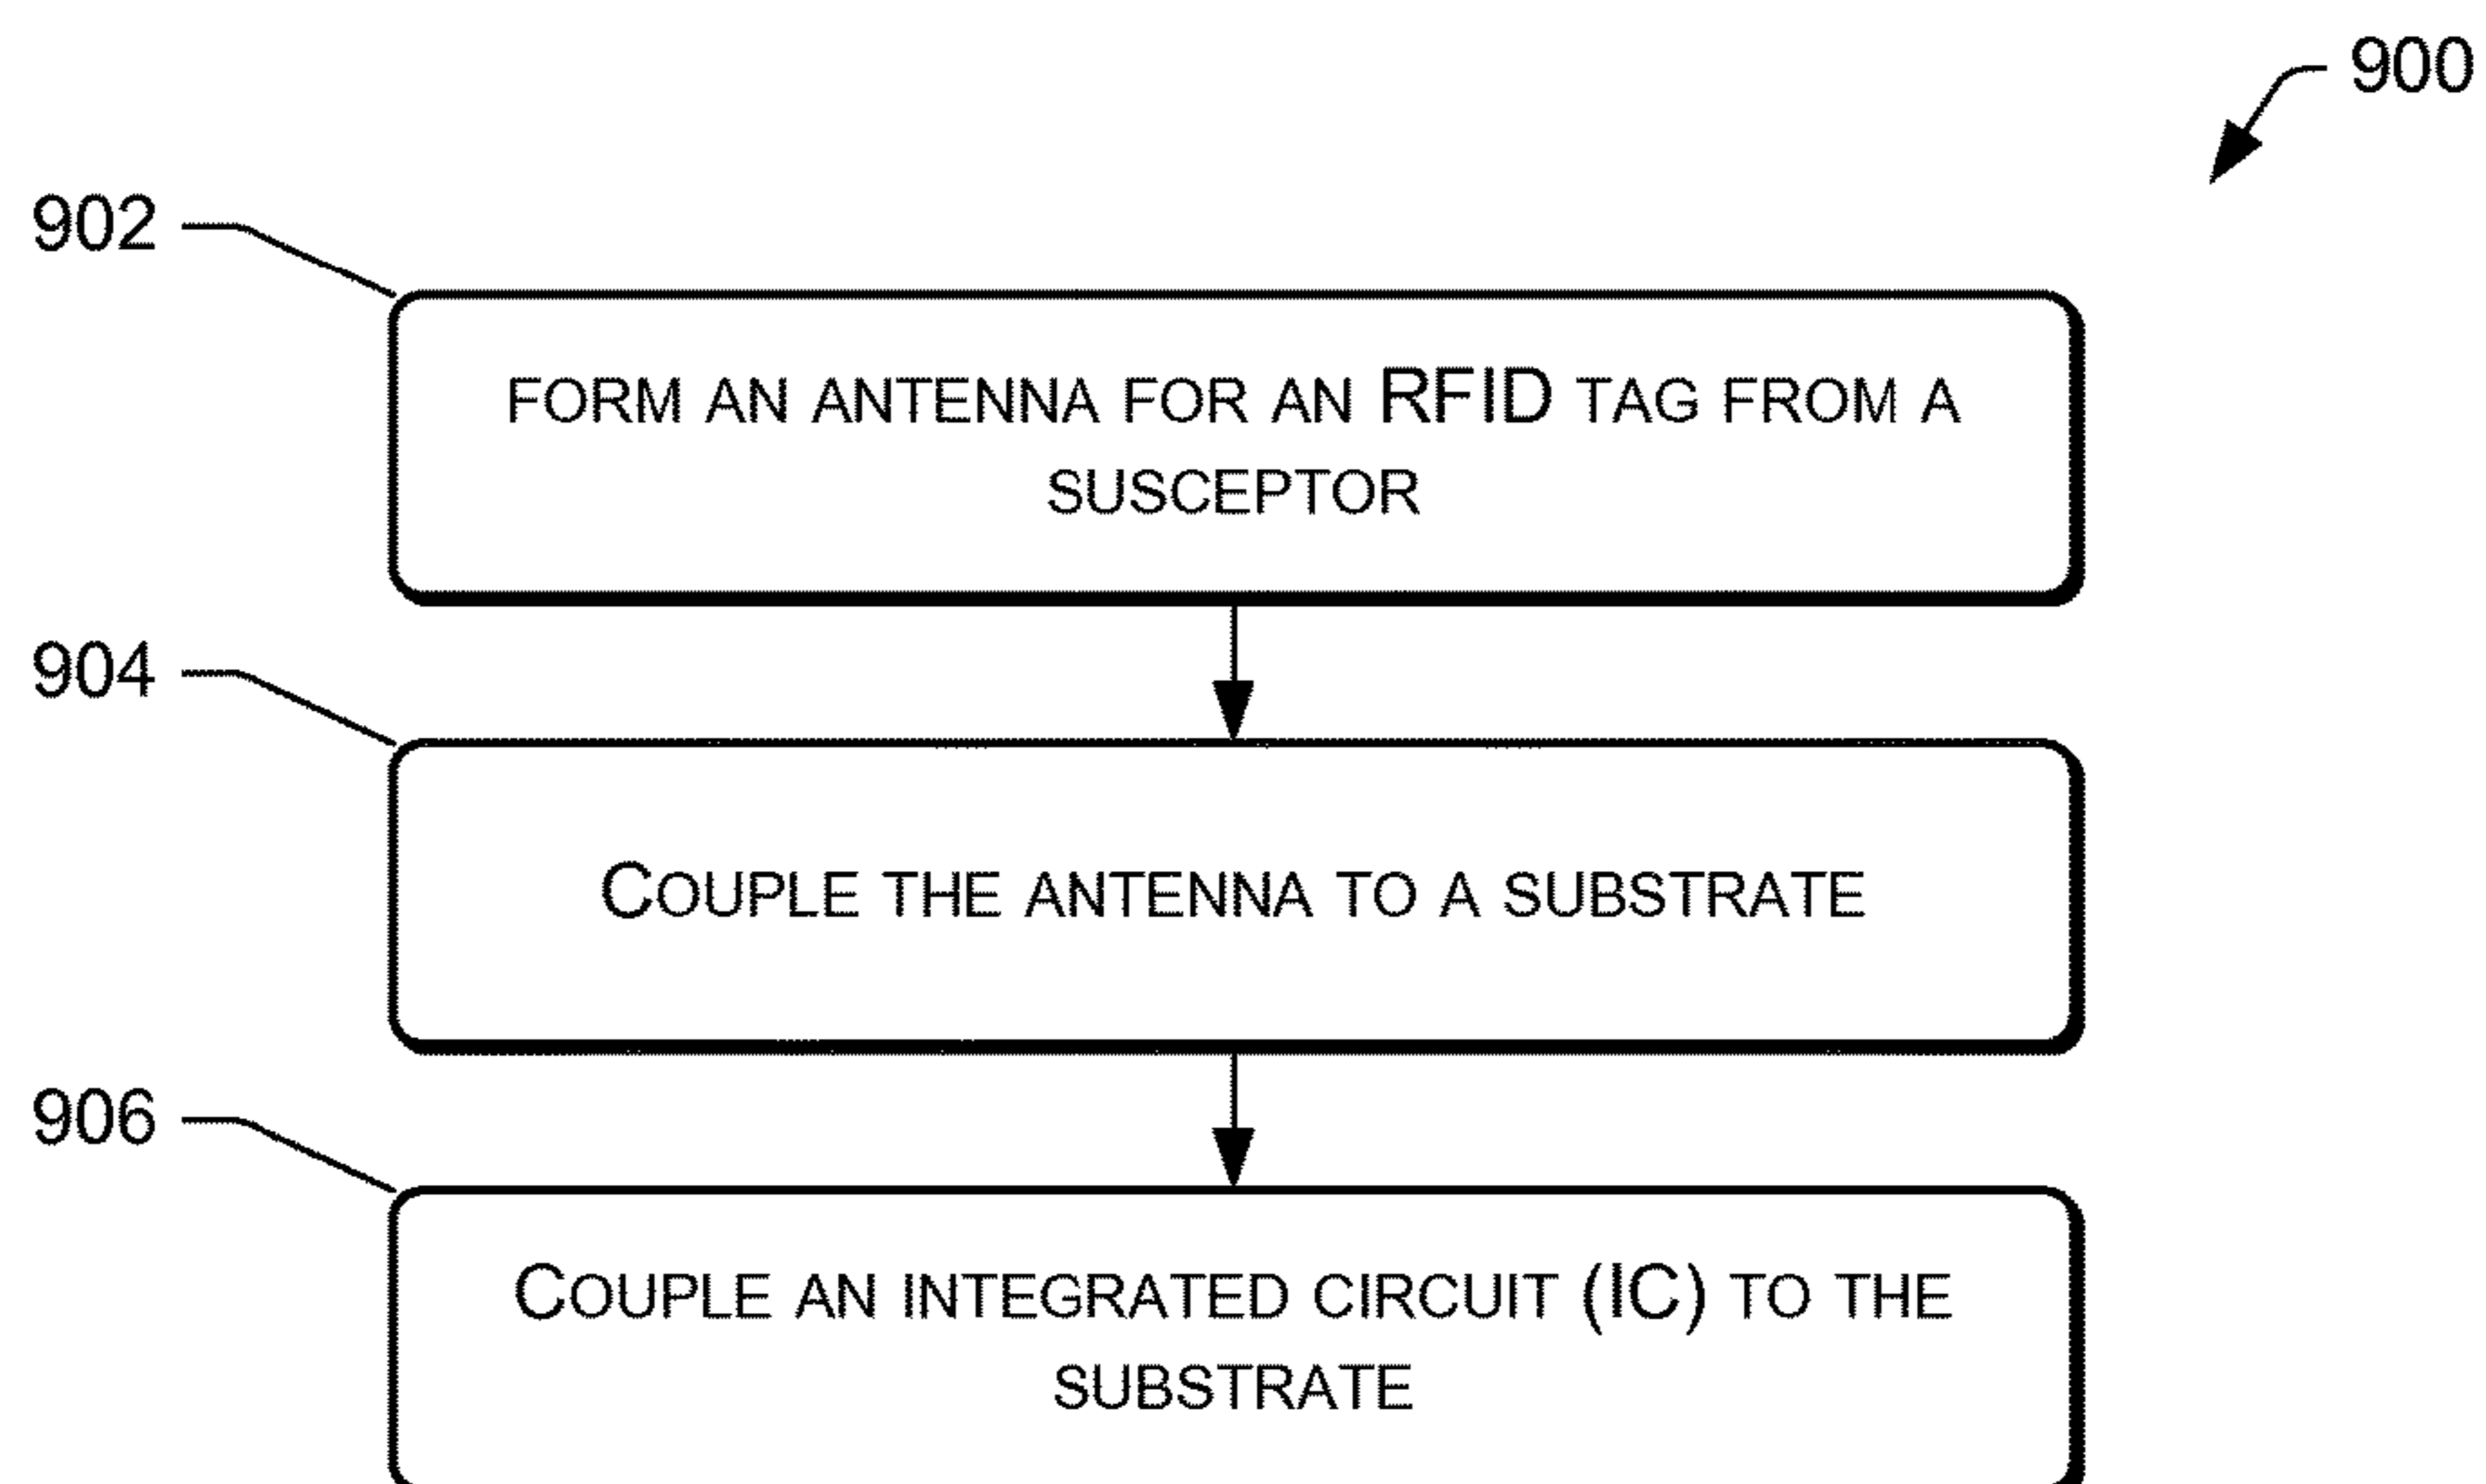 900
902
FORM AN ANTENNA FOR AN RFID TAG FROM A
SUSCEPTOR
904
COUPLE THE ANTENNA TO A SUBSTRATE
906
COUPLE AN INTEGRATED CIRCUIT (IC) TO THE
SUBSTRATE